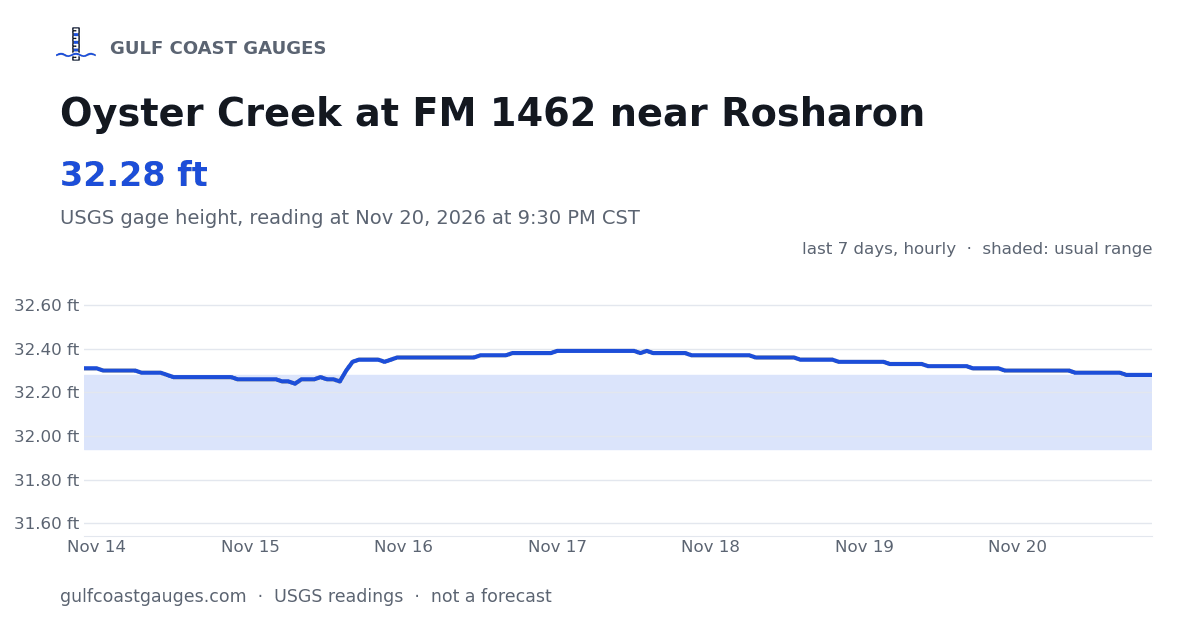 GULF COAST GAUGES
Oyster Creek at FM 1462 near Rosharon
32.28 ft
USGS gage height, reading at Nov 20, 2026 at 9:30 PM CST
last 7 days, hourly · shaded: usual range
32.60 ft
32.40 ft
32.20 ft
32.00 ft
31.80 ft
31.60 ft
Nov 14 Nov 15 Nov 16 Nov 17 Nov 18 Nov 19 Nov 20
gulfcoastgauges.com · USGS readings · not a forecast